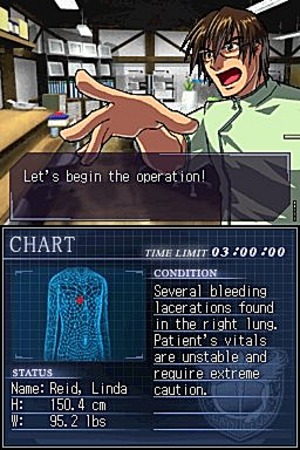 Let's begin the operation!
CHART
TIME LIMIT 03:00:00
CONDITION
Several bleeding
lacerations found
in the right lung.
Patient's vitals
are unstable and
require extreme
caution.
STATUS
Name: Reid, Linda
H: 150.4 cm
W: 95.2 lbs